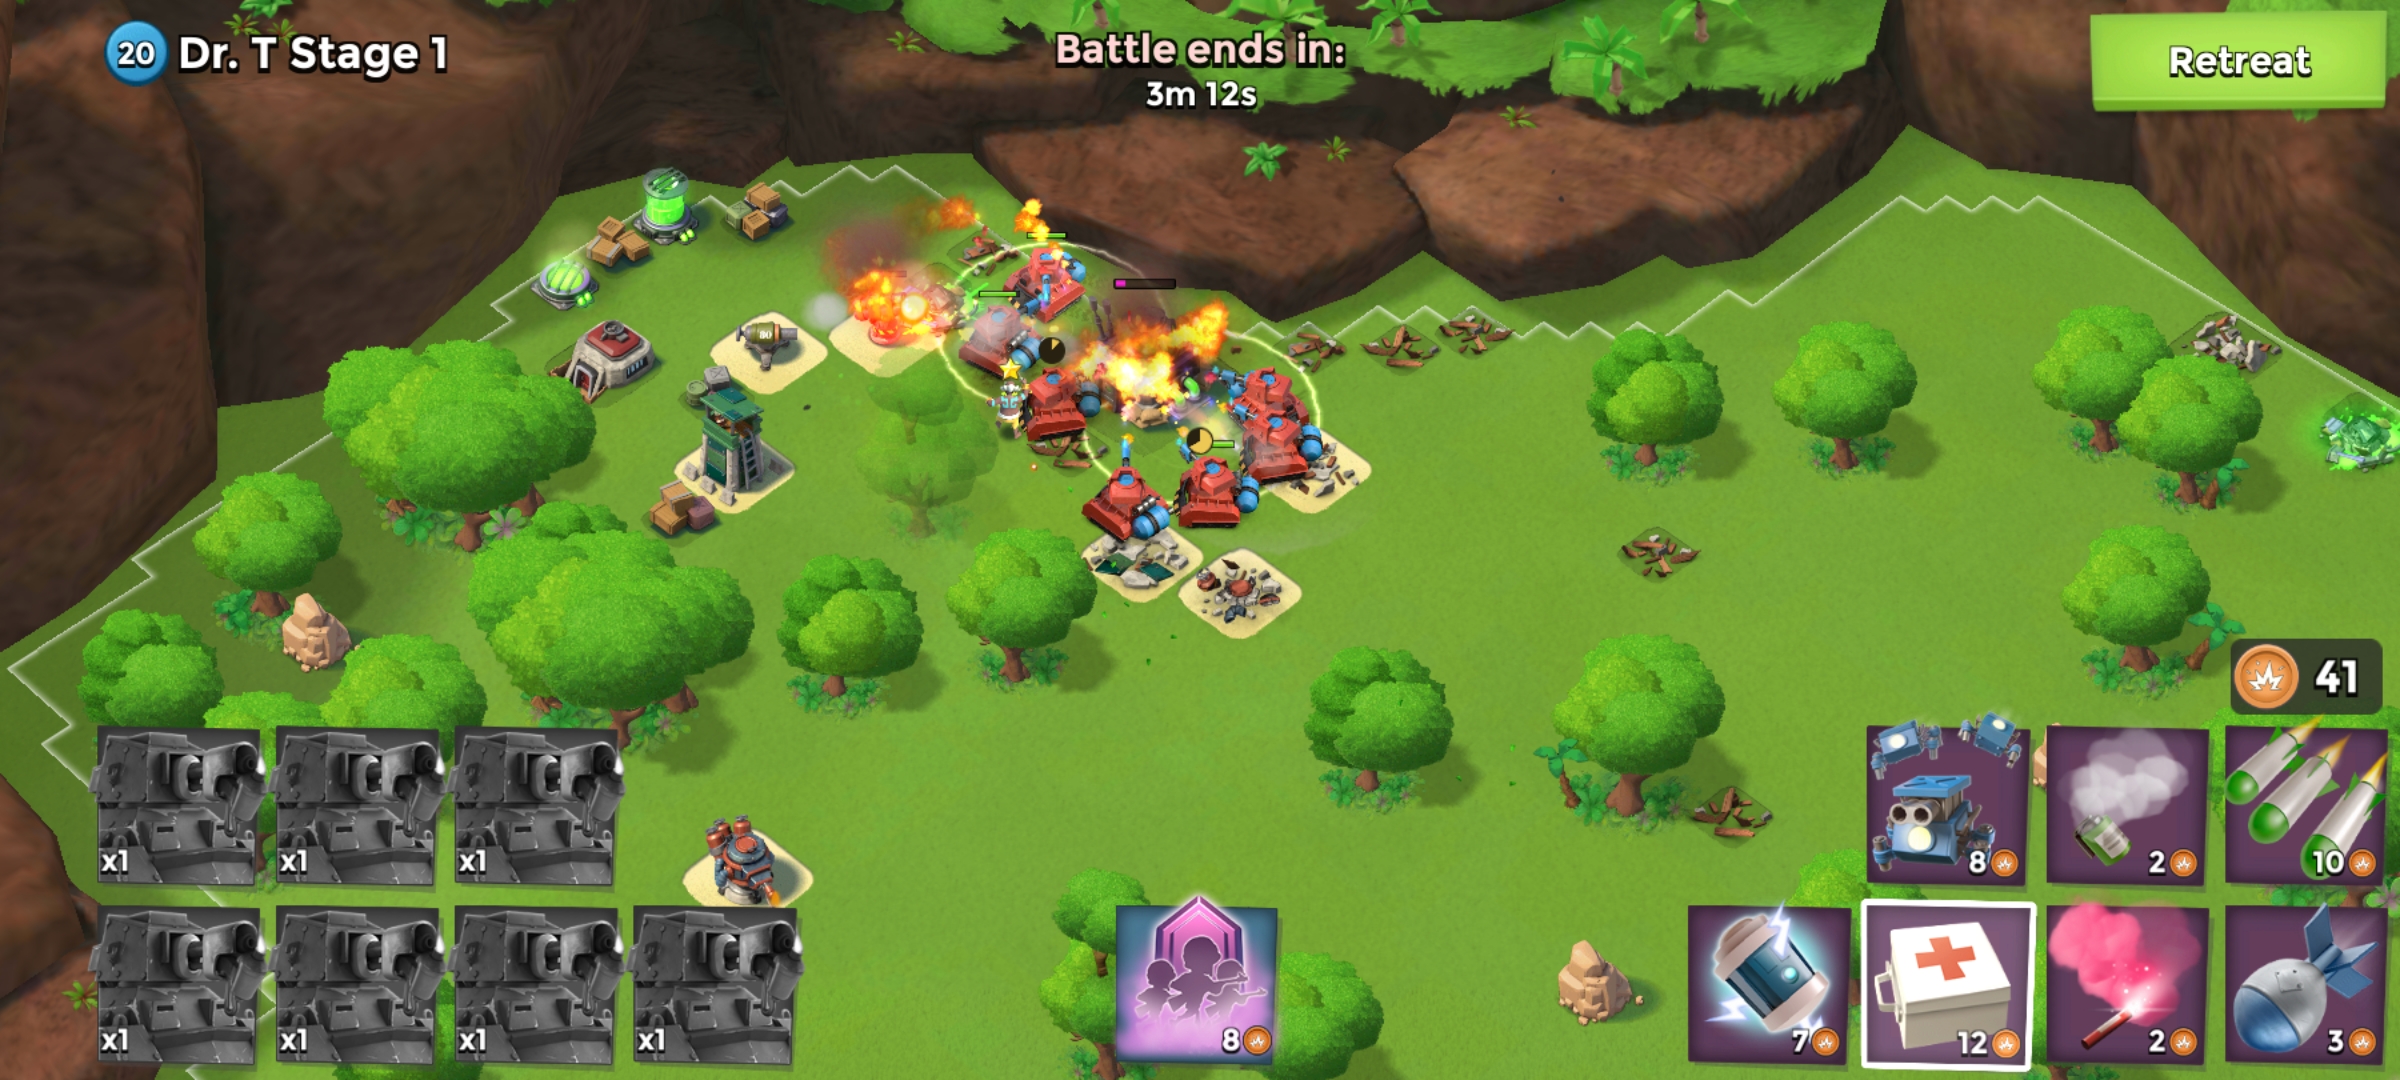 20 Dr. T Stage 1
Battle ends in:
3m 12s
Retreat
41
x1 x1 x1
8 2 10
x1 x1 x1 x1
8
7 12 2 3